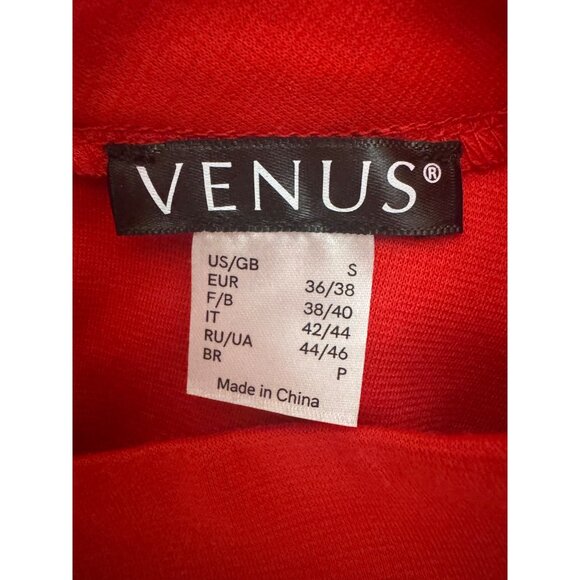 VENUS®
US/GB S
EUR 36/38
F/B 38/40
IT 42/44
RU/UA 44/46
BR P
Made in China